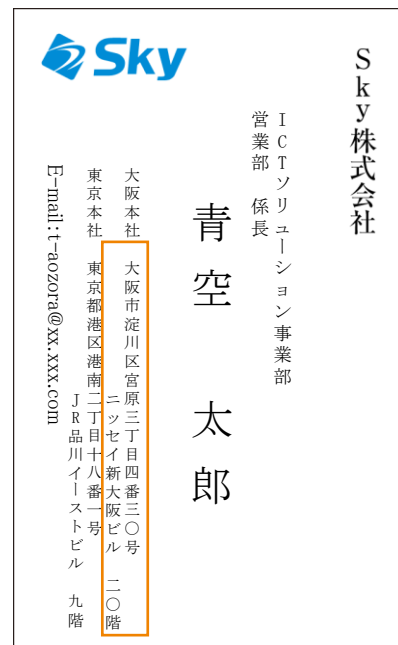 Sky
Sky株式会社
ICTソリューション事業部
営業部 係長
青空 太郎
大阪本社 大阪市淀川区宮原三丁目四番三〇号
ニッセイ新大阪ビル 二〇階
東京本社 東京都港区港南二丁目十八番一号
JR品川イーストビル 九階
E-mail:t-aozora@xx.xxx.com